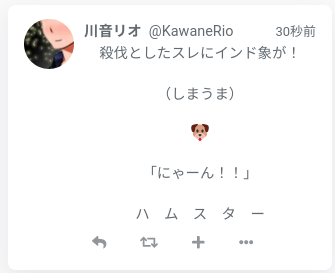 川音リオ @KawaneRio 30秒前
殺伐としたスレにインド象が！
（しまうま）
🐶
「にゃーん！！」
ハ　ム　ス　タ　ー